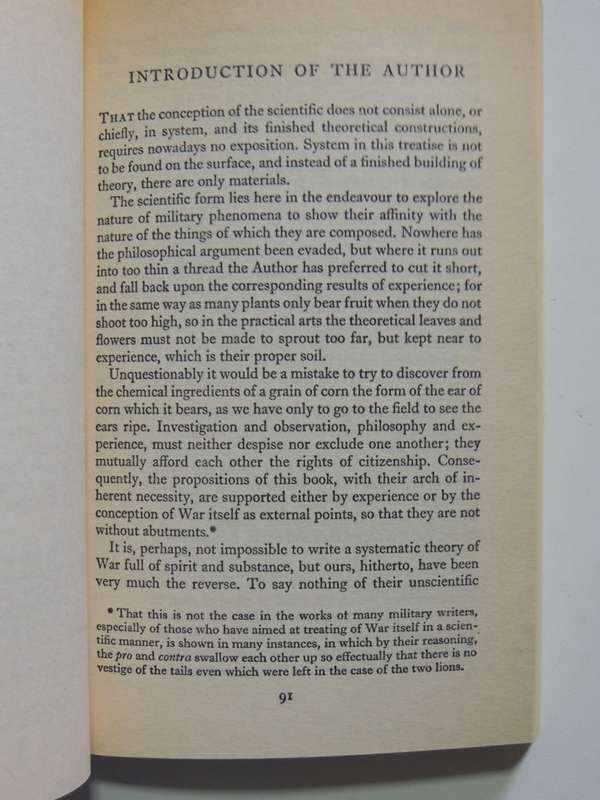 INTRODUCTION OF THE AUTHOR
THAT the conception of the scientific does not consist alone, or
chiefly, in system, and its finished theoretical constructions,
requires nowadays no exposition. System in this treatise is not
to be found on the surface, and instead of a finished building of
theory, there are only materials.
The scientific form lies here in the endeavour to explore the
nature of military phenomena to show their affinity with the
nature of the things of which they are composed. Nowhere has
the philosophical argument been evaded, but where it runs out
into too thin a thread the Author has preferred to cut it short,
and fall back upon the corresponding results of experience; for
in the same way as many plants only bear fruit when they do not
shoot too high, so in the practical arts the theoretical leaves and
flowers must not be made to sprout too far, but kept near to
experience, which is their proper soil.
Unquestionably it would be a mistake to try to discover from
the chemical ingredients of a grain of corn the form of the ear of
corn which it bears, as we have only to go to the field to see the
ears ripe. Investigation and observation, philosophy and ex-
perience, must neither despise nor exclude one another; they
mutually afford each other the rights of citizenship. Conse-
quently, the propositions of this book, with their arch of in-
herent necessity, are supported either by experience or by the
conception of War itself as external points, so that they are not
without abutments.*
It is, perhaps, not impossible to write a systematic theory of
War full of spirit and substance, but ours, hitherto, have been
very much the reverse. To say nothing of their unscientific
* That this is not the case in the works of many military writers,
especially of those who have aimed at treating of War itself in a scien-
tific manner, is shown in many instances, in which by their reasoning,
the pro and contra swallow each other up so effectually that there is no
vestige of the tails even which were left in the case of the two lions.
91